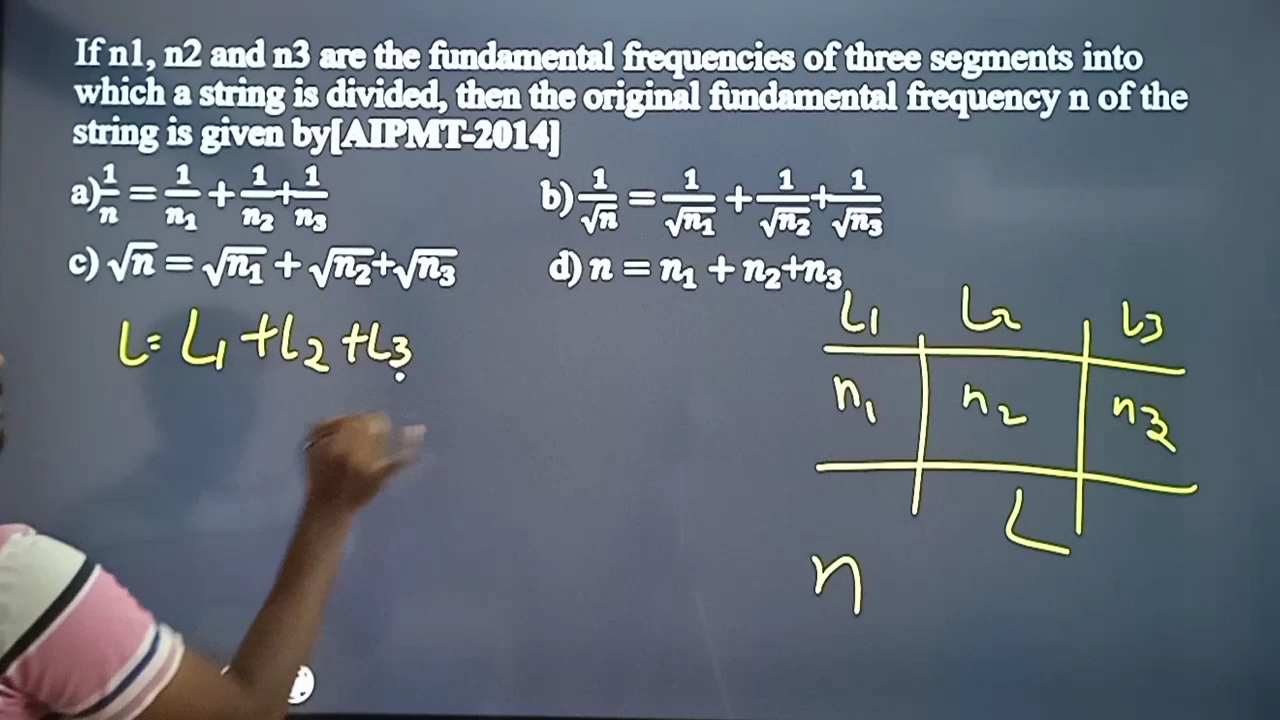 If n1, n2 and n3 are the fundamental frequencies of three segments into
which a string is divided, then the original fundamental frequency n of the
string is given by[AIPMT-2014]
a) 1/n = 1/n₁ + 1/n₂ + 1/n₃
b) 1/√n = 1/√n₁ + 1/√n₂ + 1/√n₃
c) √n = √n₁ + √n₂+√n₃
d) n = n₁ + n₂+n₃
L= L₁ +L₂ +L₃
L₁ L₂ L₃
n₁ n₂ n₃
L
n